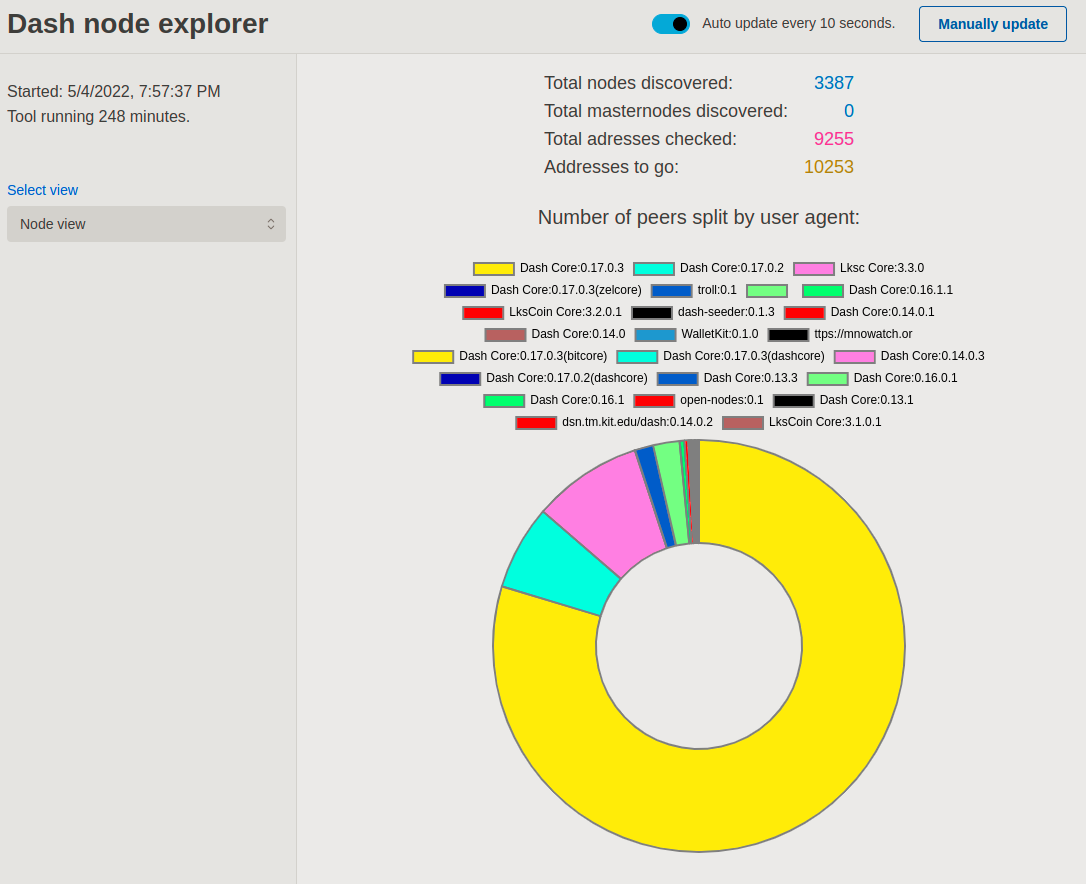 Dash node explorer
Auto update every 10 seconds.
Manually update
Started: 5/4/2022, 7:57:37 PM
Tool running 248 minutes.
Select view
Node view
Total nodes discovered: 3387
Total masternodes discovered: 0
Total adresses checked: 9255
Addresses to go: 10253
Number of peers split by user agent:
Dash Core:0.17.0.3 Dash Core:0.17.0.2 Lksc Core:3.3.0
Dash Core:0.17.0.3(zelcore) troll:0.1 Dash Core:0.16.1.1
LksCoin Core:3.2.0.1 dash-seeder:0.1.3 Dash Core:0.14.0.1
Dash Core:0.14.0 WalletKit:0.1.0 ttps://mnowatch.or
Dash Core:0.17.0.3(bitcore) Dash Core:0.17.0.3(dashcore) Dash Core:0.14.0.3
Dash Core:0.17.0.2(dashcore) Dash Core:0.13.3 Dash Core:0.16.0.1
Dash Core:0.16.1 open-nodes:0.1 Dash Core:0.13.1
dsn.tm.kit.edu/dash:0.14.0.2 LksCoin Core:3.1.0.1